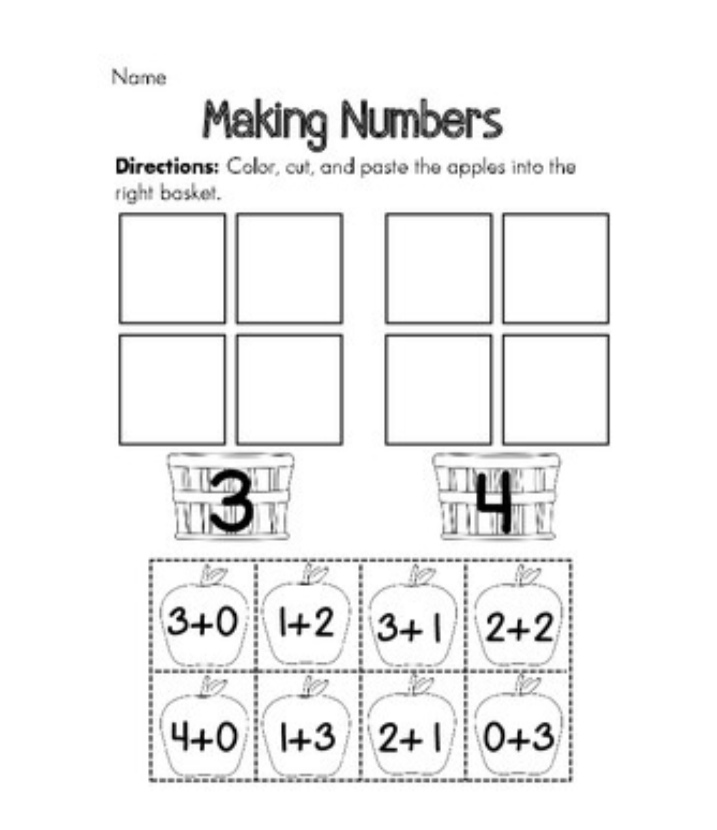 Name
Making Numbers
Directions: Color, cut, and paste the apples into the
right basket.
3 4
3+0 1+2 3+1 2+2
4+0 1+3 2+1 0+3